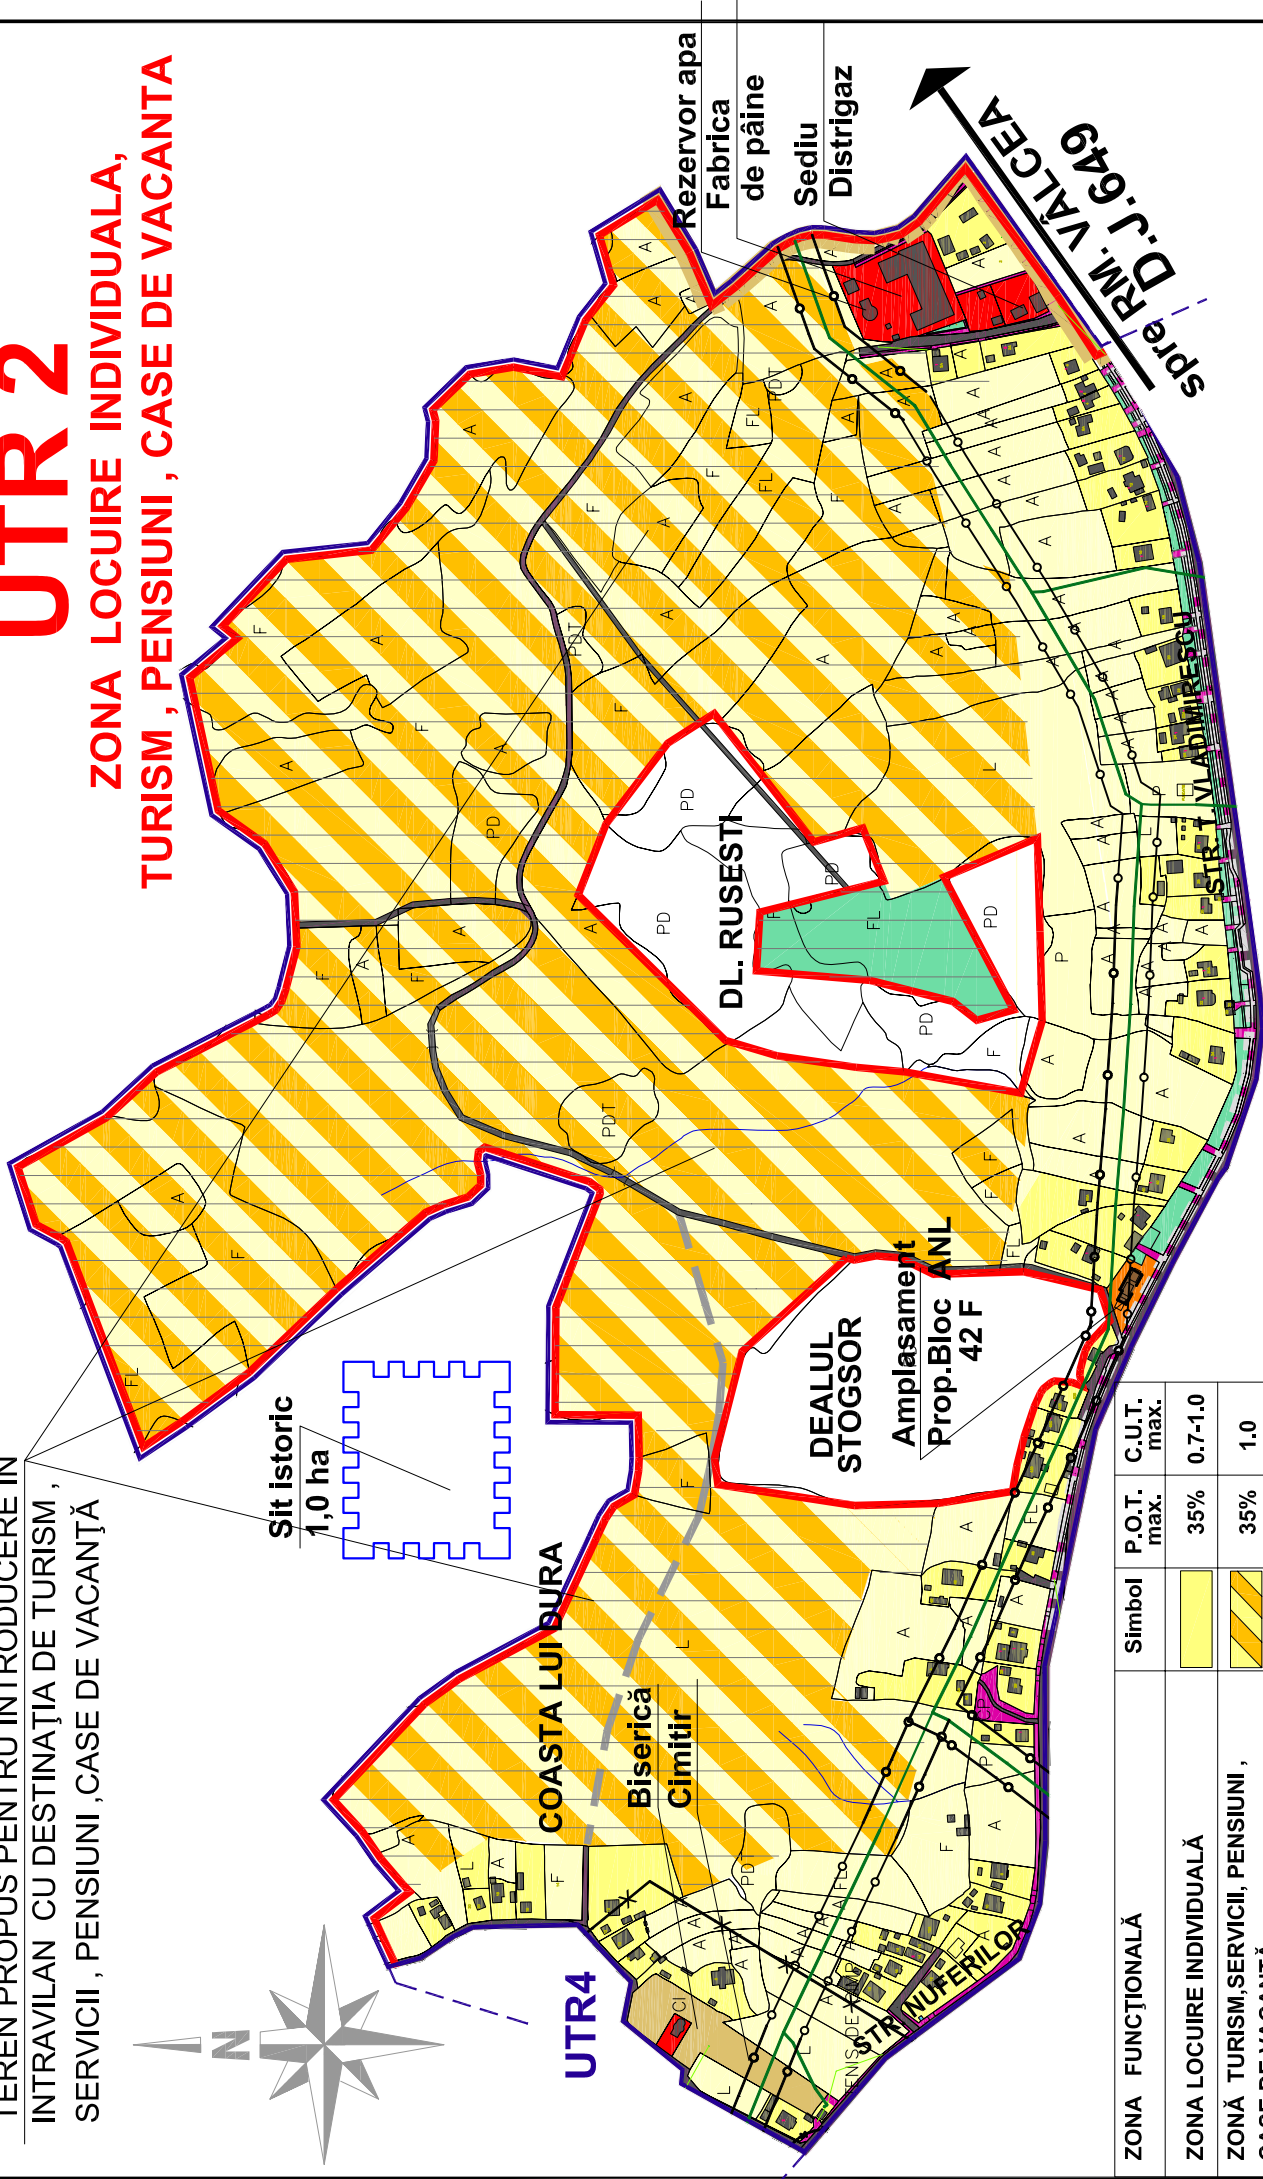 UTR 2
ZONA LOCUIRE INDIVIDUALA,
TURISM , PENSIUNI , CASE DE VACANTA
TEREN PROPUS PENTRU INTRODUCERE IN
INTRAVILAN CU DESTINAŢIA DE TURISM ,
SERVICII , PENSIUNI ,CASE DE VACANŢĂ
N
Sit istoric
1,0 ha
Rezervor apa
Fabrica
de pâine
Sediu
Distrigaz
spre RM. VÂLCEA
D.J.649
DL. RUSESTI
DEALUL
STOGSOR
Amplasament
Prop.Bloc ANL
42 F
COASTA LUI DURA
Biserică
Cimitir
UTR4
STR. T.VLADIMIRESCU
STR NUFERILOR
ZONA FUNCŢIONALĂ
Simbol
P.O.T.
max.
C.U.T.
max.
ZONA LOCUIRE INDIVIDUALĂ
35%
0.7-1.0
ZONĂ TURISM,SERVICII, PENSIUNI ,
CASE DE VACANŢĂ
35%
1.0